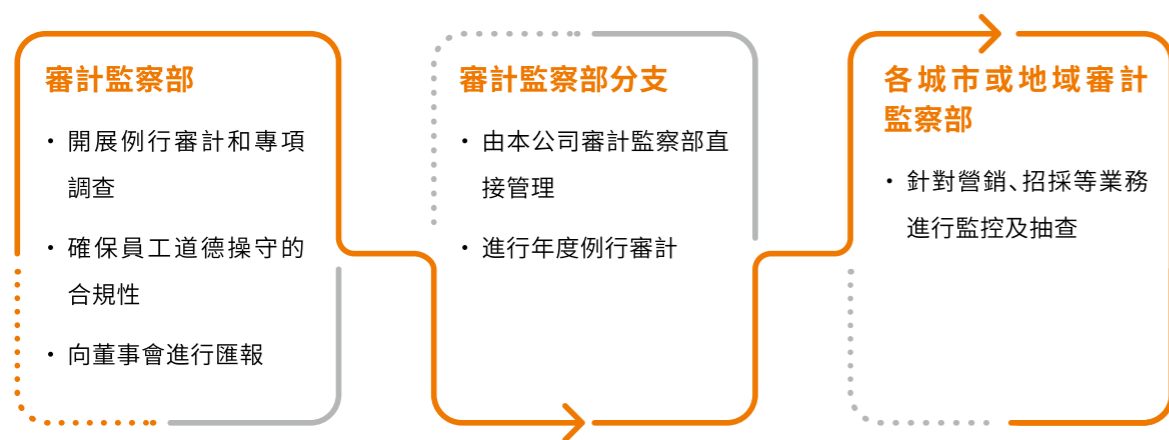 審計監察部
• 開展例行審計和專項
調查
• 確保員工道德操守的
合規性
• 向董事會進行匯報
審計監察部分支
• 由本公司審計監察部直
接管理
• 進行年度例行審計
各城市或地域審計
監察部
• 針對營銷、招採等業務
進行監控及抽查